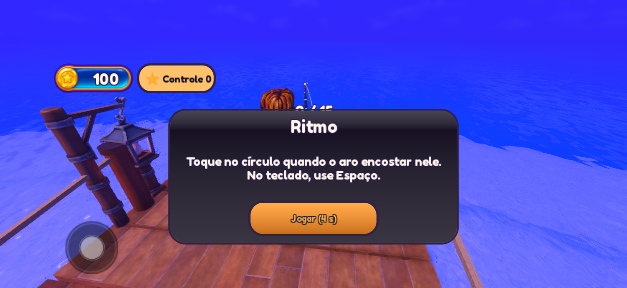 100
Controle 0
Ritmo
Toque no círculo quando o aro encostar nele.
No teclado, use Espaço.
Jogar (4 s)